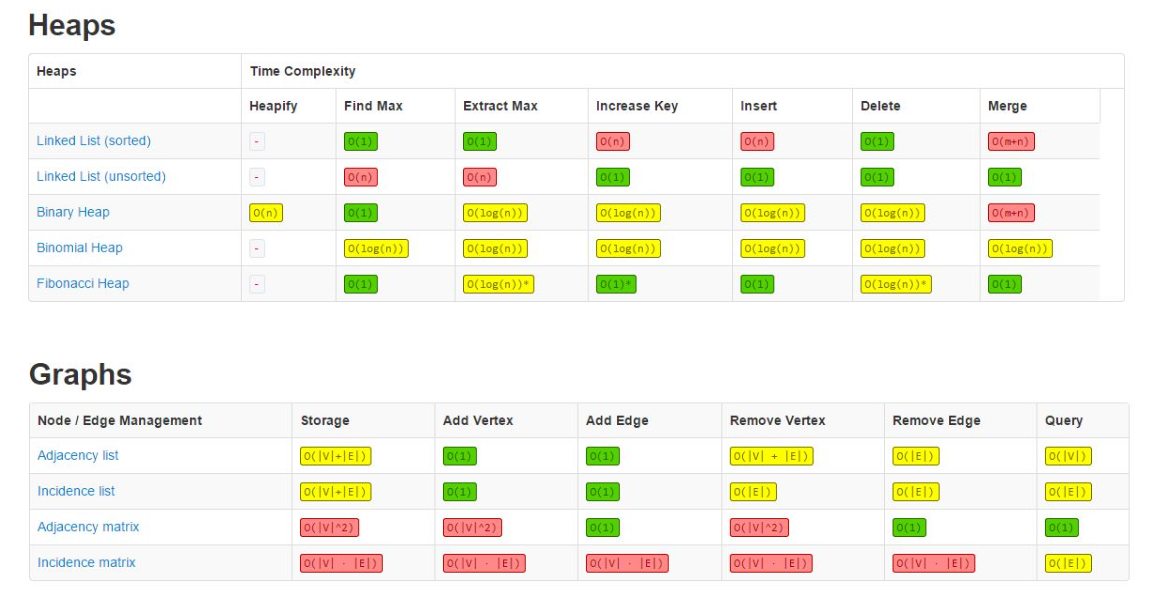 Heaps
Heaps Time Complexity
Heapify Find Max Extract Max Increase Key Insert Delete Merge
Linked List (sorted) - O(1) O(1) O(n) O(n) O(1) O(m+n)
Linked List (unsorted) - O(n) O(n) O(1) O(1) O(1) O(1)
Binary Heap O(n) O(1) O(log(n)) O(log(n)) O(log(n)) O(log(n)) O(m+n)
Binomial Heap - O(log(n)) O(log(n)) O(log(n)) O(log(n)) O(log(n)) O(log(n))
Fibonacci Heap - O(1) O(log(n))* O(1)* O(1) O(log(n))* O(1)
Graphs
Node / Edge Management Storage Add Vertex Add Edge Remove Vertex Remove Edge Query
Adjacency list O(|V|+|E|) O(1) O(1) O(|V| + |E|) O(|E|) O(|V|)
Incidence list O(|V|+|E|) O(1) O(1) O(|E|) O(|E|) O(|E|)
Adjacency matrix O(|V|^2) O(|V|^2) O(1) O(|V|^2) O(1) O(1)
Incidence matrix O(|V| · |E|) O(|V| · |E|) O(|V| · |E|) O(|V| · |E|) O(|V| · |E|) O(|E|)